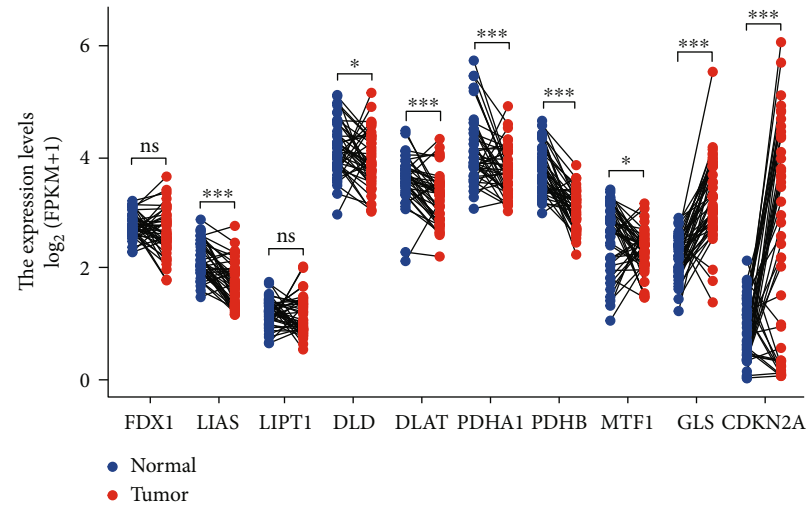 The expression levels
log2 (FPKM+1)
6
4
2
0
ns
***
ns
*
***
***
***
*
***
***
FDX1 LIAS LIPT1 DLD DLAT PDHA1 PDHB MTF1 GLS CDKN2A
Normal
Tumor